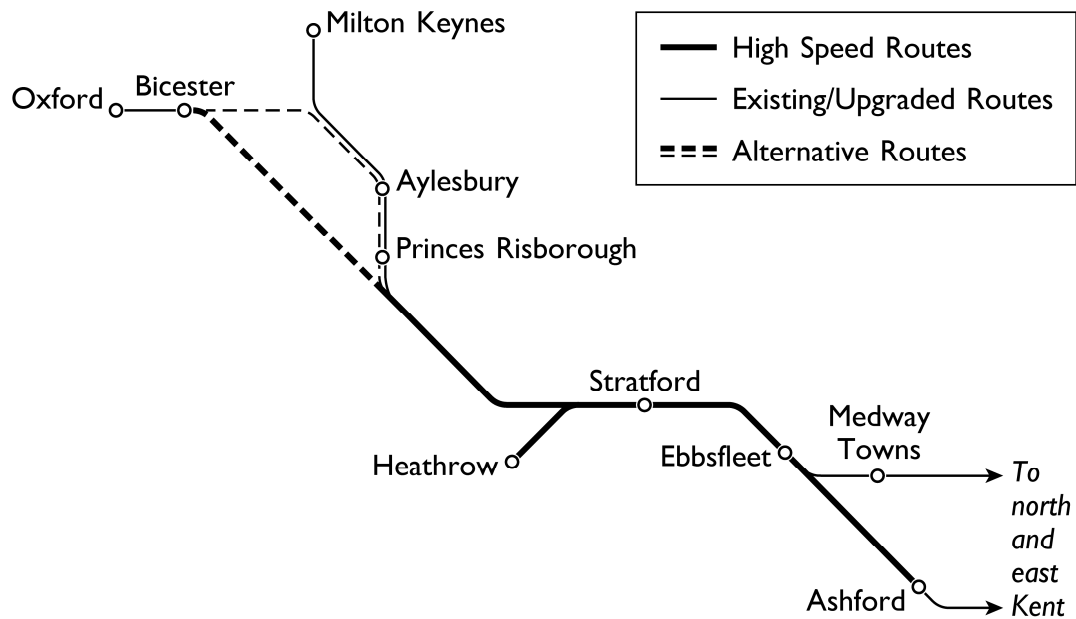 Milton Keynes
High Speed Routes
Existing/Upgraded Routes
Alternative Routes
Oxford
Bicester
Aylesbury
Princes Risborough
Stratford
Heathrow
Ebbsfleet
Medway
Towns
To
north
and
east
Kent
Ashford